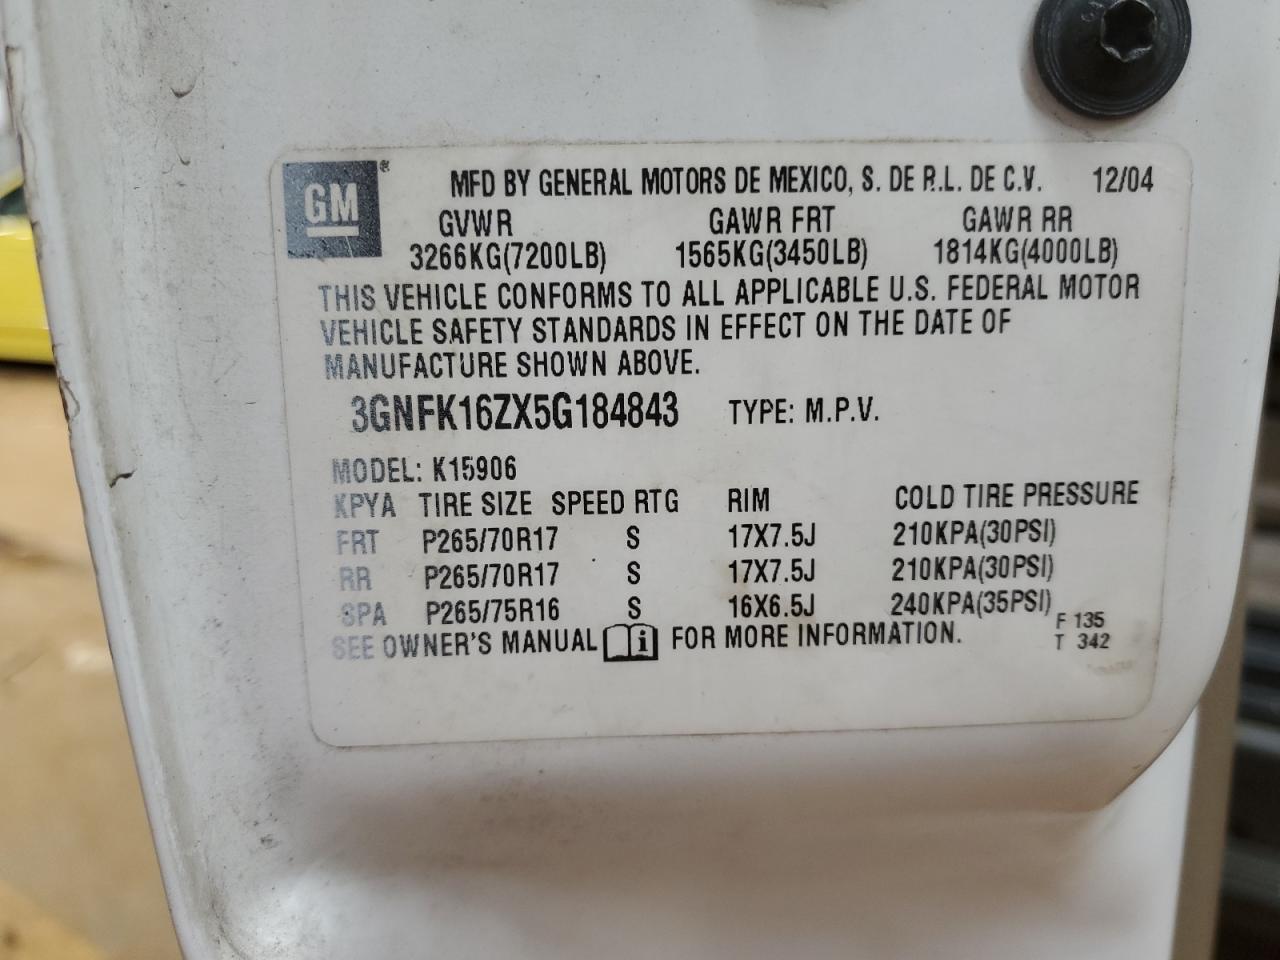 GM®
MFD BY GENERAL MOTORS DE MEXICO, S. DE R.L. DE C.V. 12/04
GVWR GAWR FRT GAWR RR
3266KG(7200LB) 1565KG(3450LB) 1814KG(4000LB)
THIS VEHICLE CONFORMS TO ALL APPLICABLE U.S. FEDERAL MOTOR
VEHICLE SAFETY STANDARDS IN EFFECT ON THE DATE OF
MANUFACTURE SHOWN ABOVE.
3GNFK16ZX5G184843 TYPE: M.P.V.
MODEL: K15906
KPYA TIRE SIZE SPEED RTG RIM COLD TIRE PRESSURE
FRT P265/70R17 S 17X7.5J 210KPA(30PSI)
RR P265/70R17 S 17X7.5J 210KPA(30PSI)
SPA P265/75R16 S 16X6.5J 240KPA(35PSI)
F 135
SEE OWNER'S MANUAL i FOR MORE INFORMATION. T 342